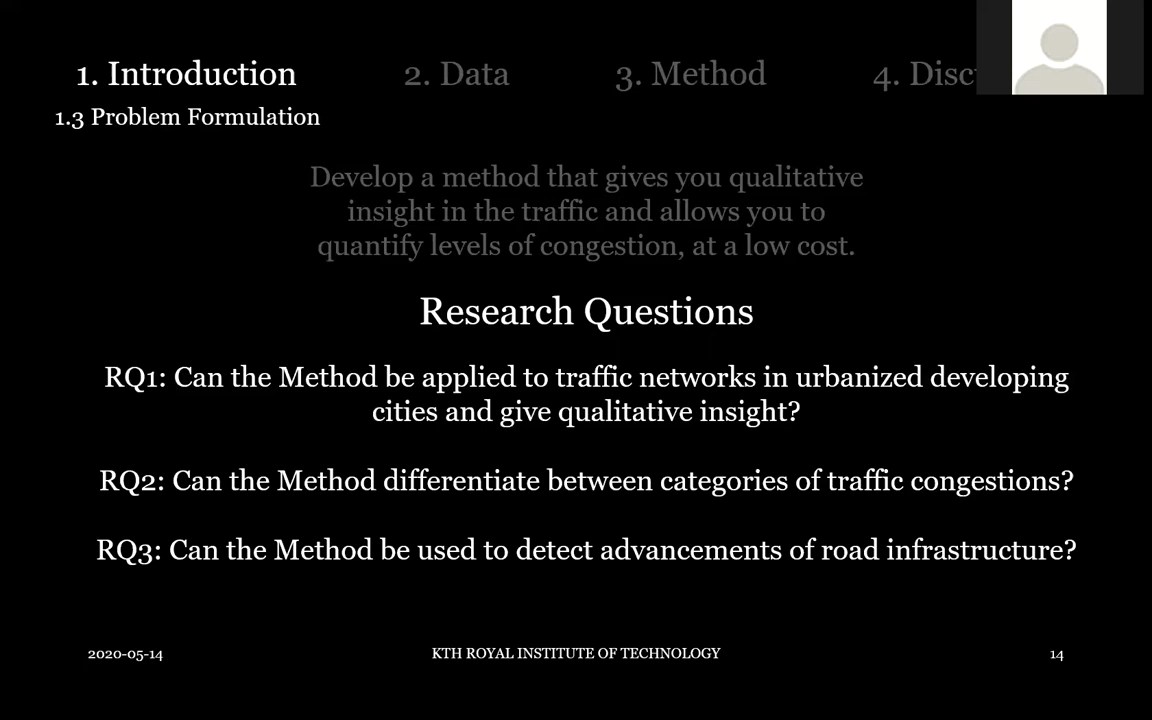 1. Introduction 2. Data 3. Method 4.
1.3 Problem Formulation
Develop a method that gives you qualitative
insight in the traffic and allows you to
quantify levels of congestion, at a low cost.
Research Questions
RQ1: Can the Method be applied to traffic networks in urbanized developing
cities and give qualitative insight?
RQ2: Can the Method differentiate between categories of traffic congestions?
RQ3: Can the Method be used to detect advancements of road infrastructure?
2020-05-14 KTH ROYAL INSTITUTE OF TECHNOLOGY 14